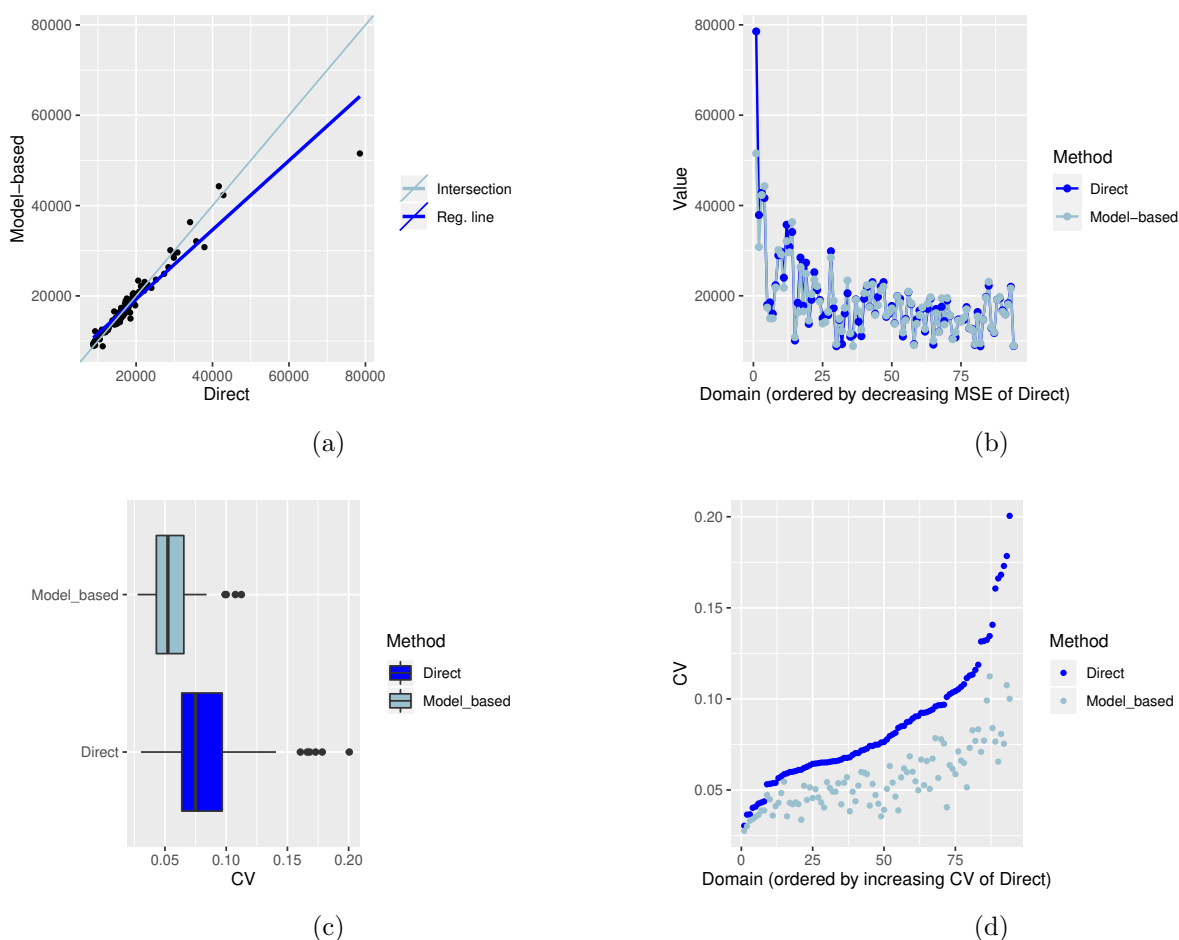 80000
60000
40000
20000
Model−based
20000 40000 60000 80000
Direct
Intersection
Reg. line
(a)
80000
60000
40000
20000
Value
0 25 50 75
Domain (ordered by decreasing MSE of Direct)
Method
Direct
Model−based
(b)
Model_based
Direct
0.05 0.10 0.15 0.20
CV
Method
Direct
Model_based
(c)
0.20
0.15
0.10
0.05
CV
0 25 50 75
Domain (ordered by increasing CV of Direct)
Method
Direct
Model_based
(d)